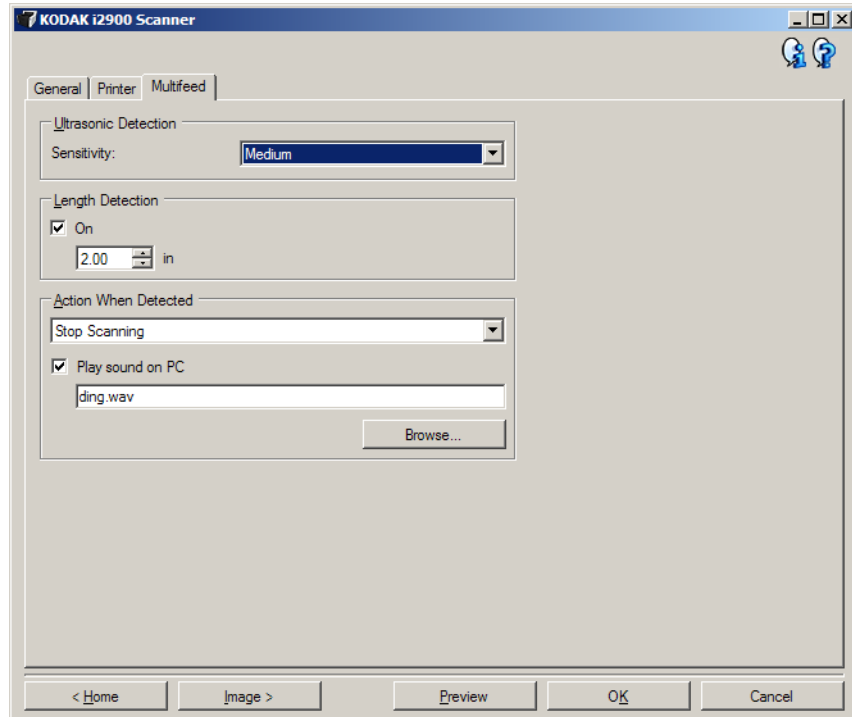 KODAK i2900 Scanner
General Printer Multifeed
Ultrasonic Detection
Sensitivity: Medium
Length Detection
On
2.00 in
Action When Detected
Stop Scanning
Play sound on PC
ding.wav
Browse...
< Home Image > Preview OK Cancel